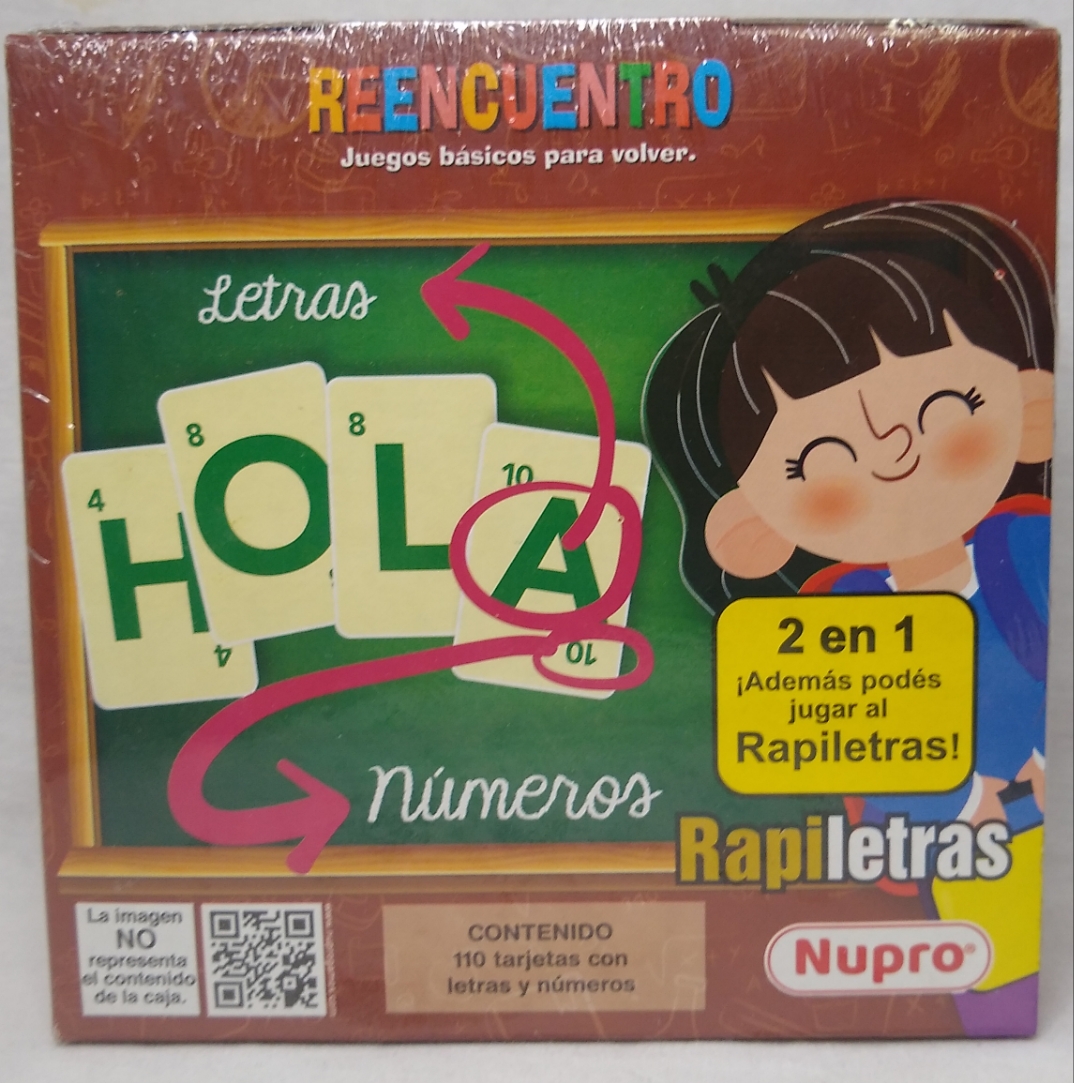 REENCUENTRO
Juegos básicos para volver.
Letras
4
H
4
8
O
8
L
10
A
10
Números
2 en 1
¡Además podés
jugar al
Rapiletras!
Rapiletras
La imagen
NO
representa
el contenido
de la caja.
CONTENIDO
110 tarjetas con
letras y números
Nupro®